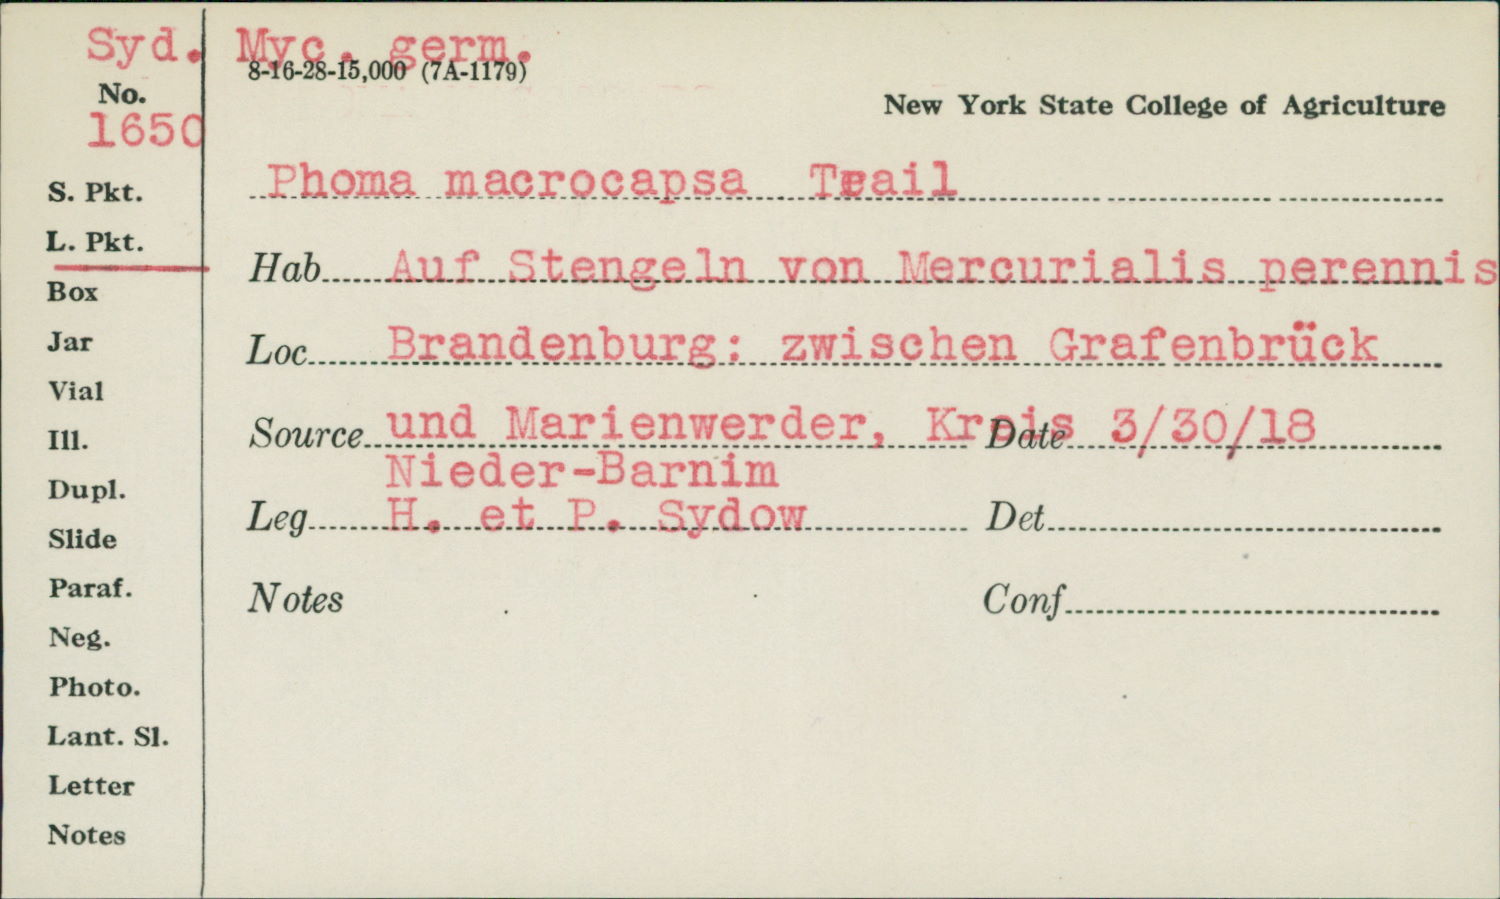 Syd. Myc. germ.
8-16-28-15,000 (7A-1179)
No.
1650
New York State College of Agriculture
Phoma macrocapsa Trail
S. Pkt.
L. Pkt.
Hab Auf Stengeln von Mercurialis perennis
Box
Jar
Loc Brandenburg: zwischen Grafenbrück
Vial
Ill.
Source und Marienwerder, Kreis Date 3/30/18
Nieder-Barnim
Dupl.
Leg H. et P. Sydow Det
Slide
Paraf.
Notes Conf
Neg.
Photo.
Lant. Sl.
Letter
Notes